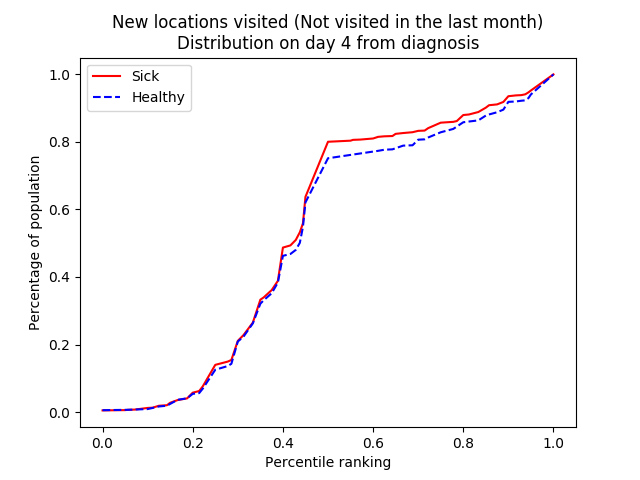 New locations visited (Not visited in the last month)
Distribution on day 4 from diagnosis
Sick
Healthy
Percentage of population
1.0
0.8
0.6
0.4
0.2
0.0
0.0 0.2 0.4 0.6 0.8 1.0
Percentile ranking